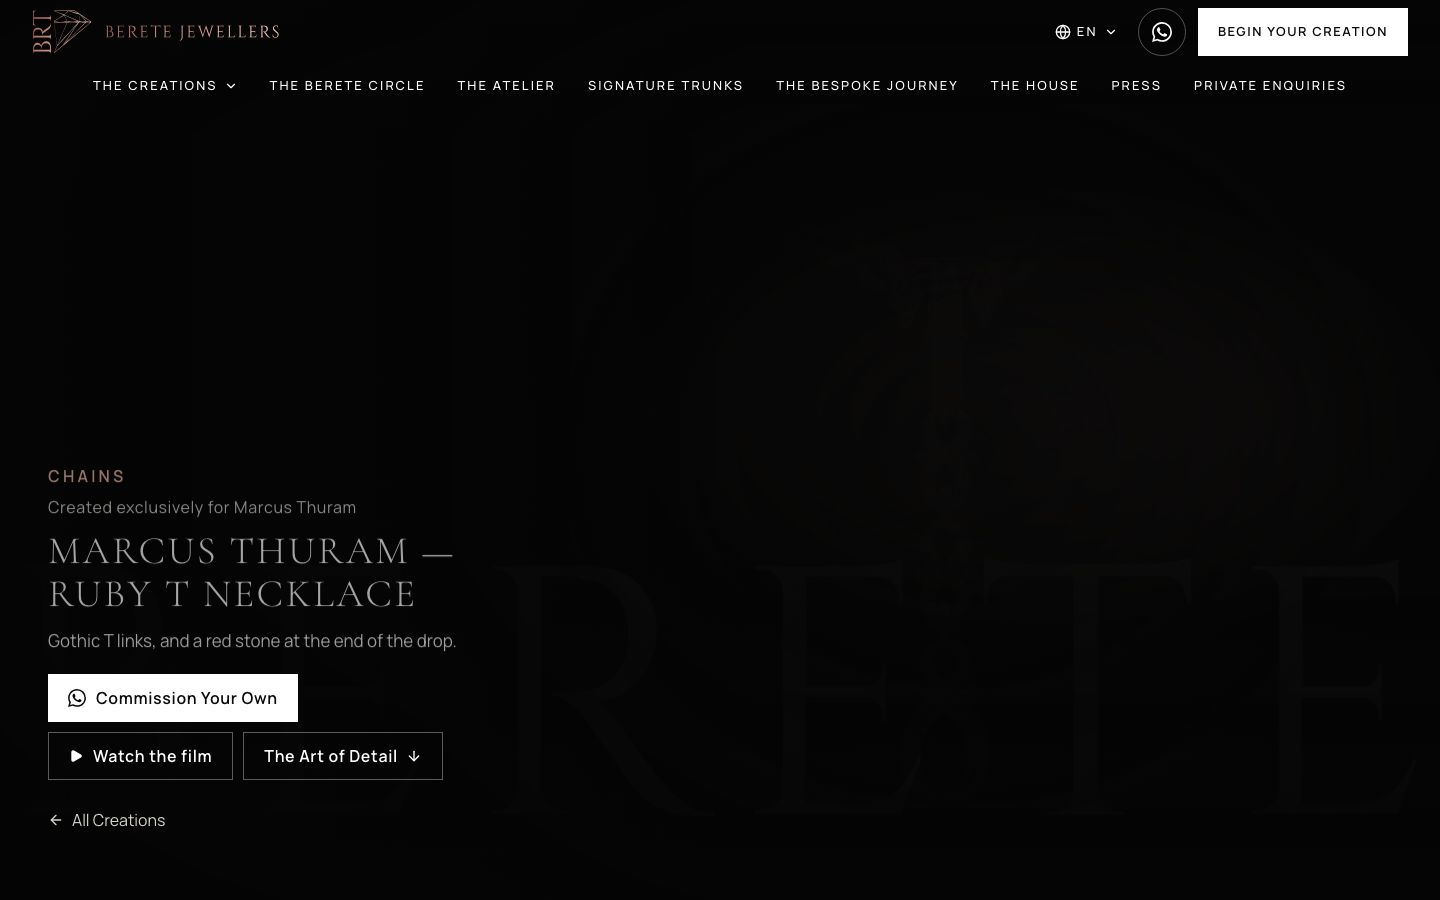 BRT BERETE JEWELLERS
EN
BEGIN YOUR CREATION
THE CREATIONS
THE BERETE CIRCLE
THE ATELIER
SIGNATURE TRUNKS
THE BESPOKE JOURNEY
THE HOUSE
PRESS
PRIVATE ENQUIRIES
CHAINS
Created exclusively for Marcus Thuram
MARCUS THURAM —
RUBY T NECKLACE
Gothic T links, and a red stone at the end of the drop.
BERETE
Commission Your Own
Watch the film
The Art of Detail
All Creations